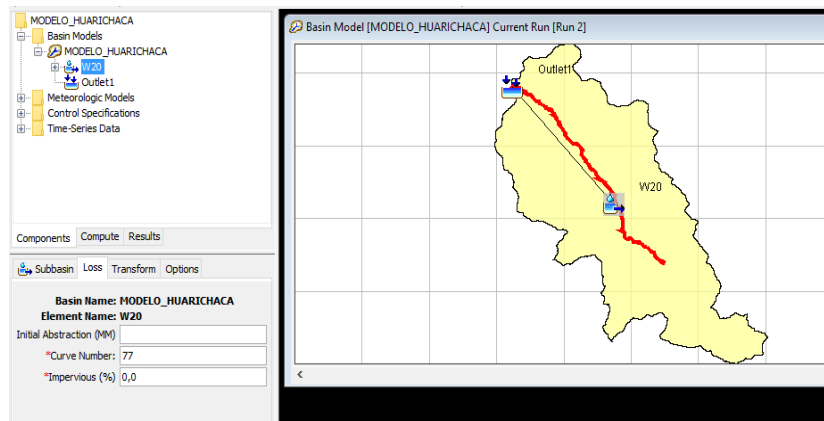 MODELO_HUARICHACA
Basin Models
MODELO_HUARICHACA
W20
Outlet1
Meteorologic Models
Control Specifications
Time-Series Data
Components Compute Results
Subbasin Loss Transform Options
Basin Name: MODELO_HUARICHACA
Element Name: W20
Initial Abstraction (MM)
*Curve Number: 77
*Impervious (%) 0,0
Basin Model [MODELO_HUARICHACA] Current Run [Run 2]
Outlet1
W20